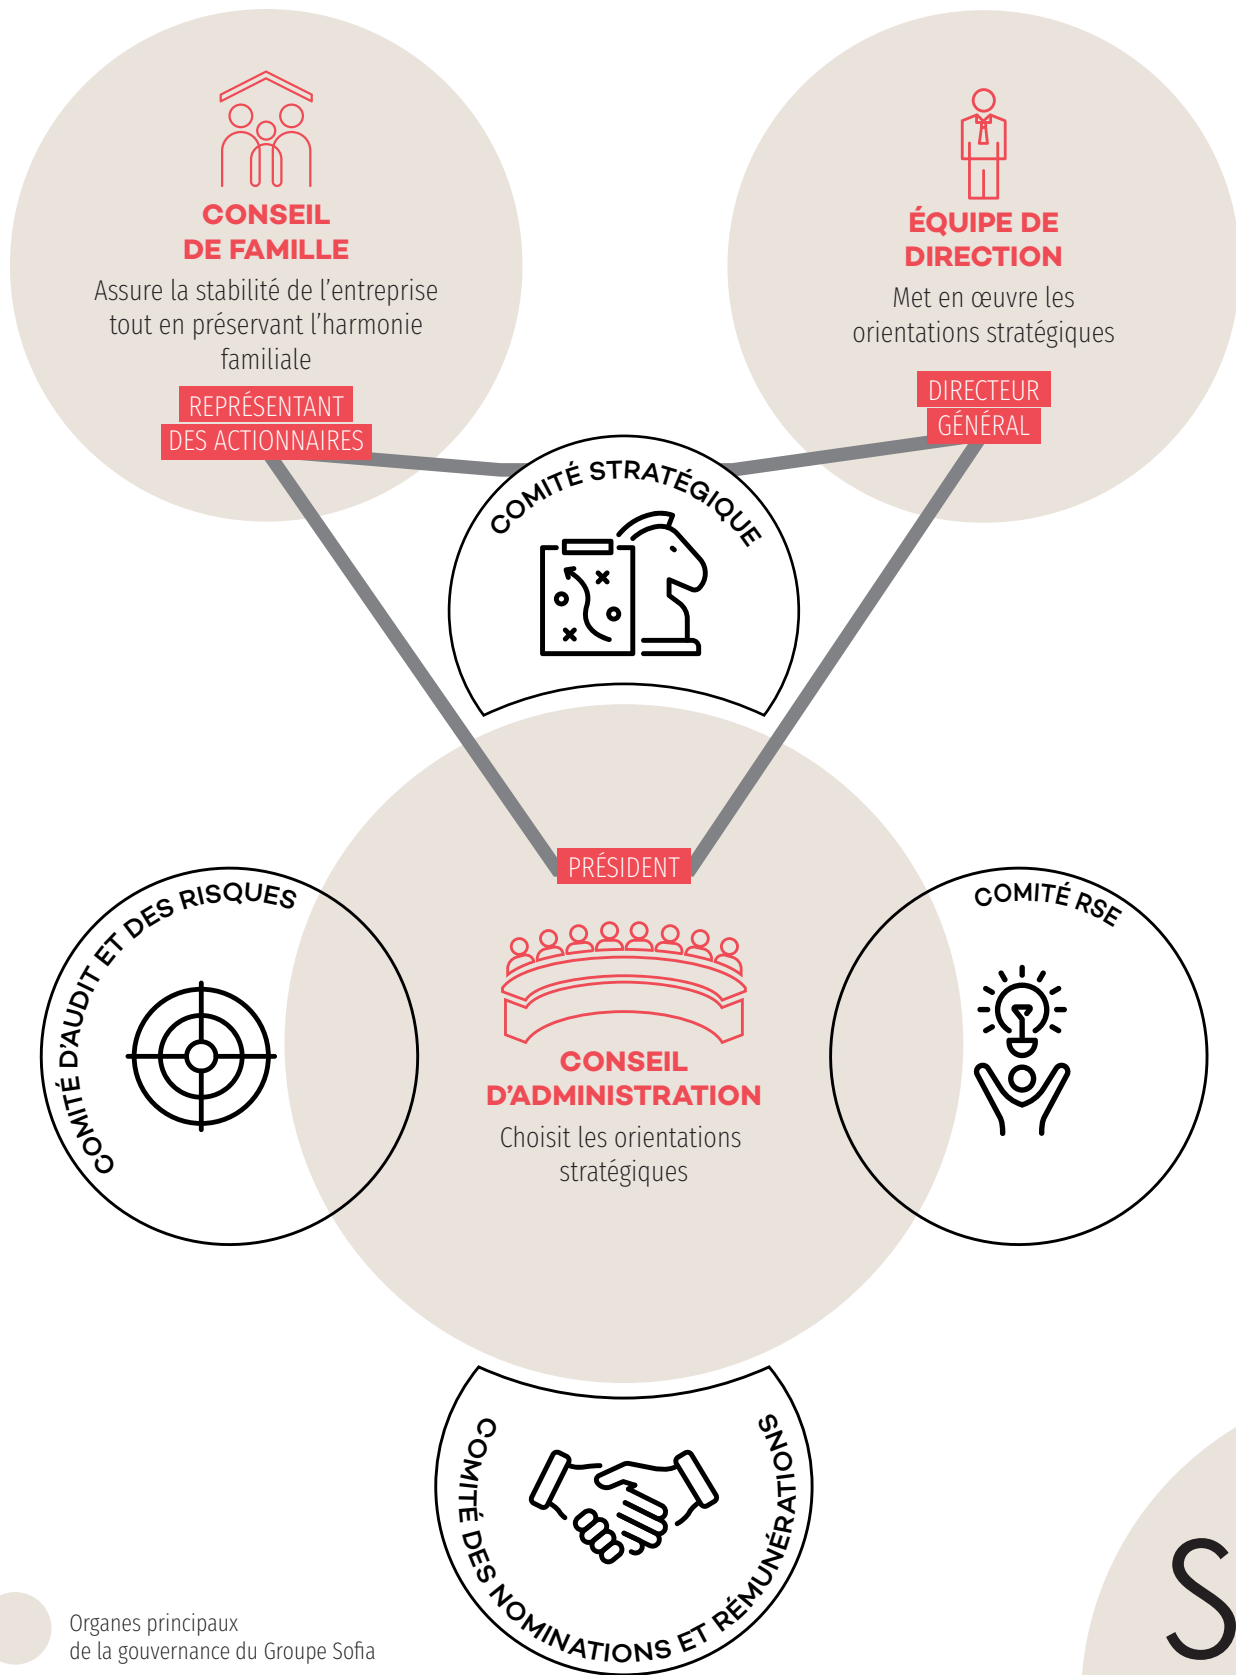 CONSEIL
DE FAMILLE
Assure la stabilité de l’entreprise
tout en préservant l’harmonie
familiale
REPRÉSENTANT
DES ACTIONNAIRES
ÉQUIPE DE
DIRECTION
Met en œuvre les
orientations stratégiques
DIRECTEUR
GÉNÉRAL
COMITÉ STRATÉGIQUE
PRÉSIDENT
COMITÉ D’AUDIT ET DES RISQUES
COMITÉ RSE
CONSEIL
D’ADMINISTRATION
Choisit les orientations
stratégiques
COMITÉ DES NOMINATIONS ET RÉMUNÉRATIONS
Organes principaux
de la gouvernance du Groupe Sofia
S